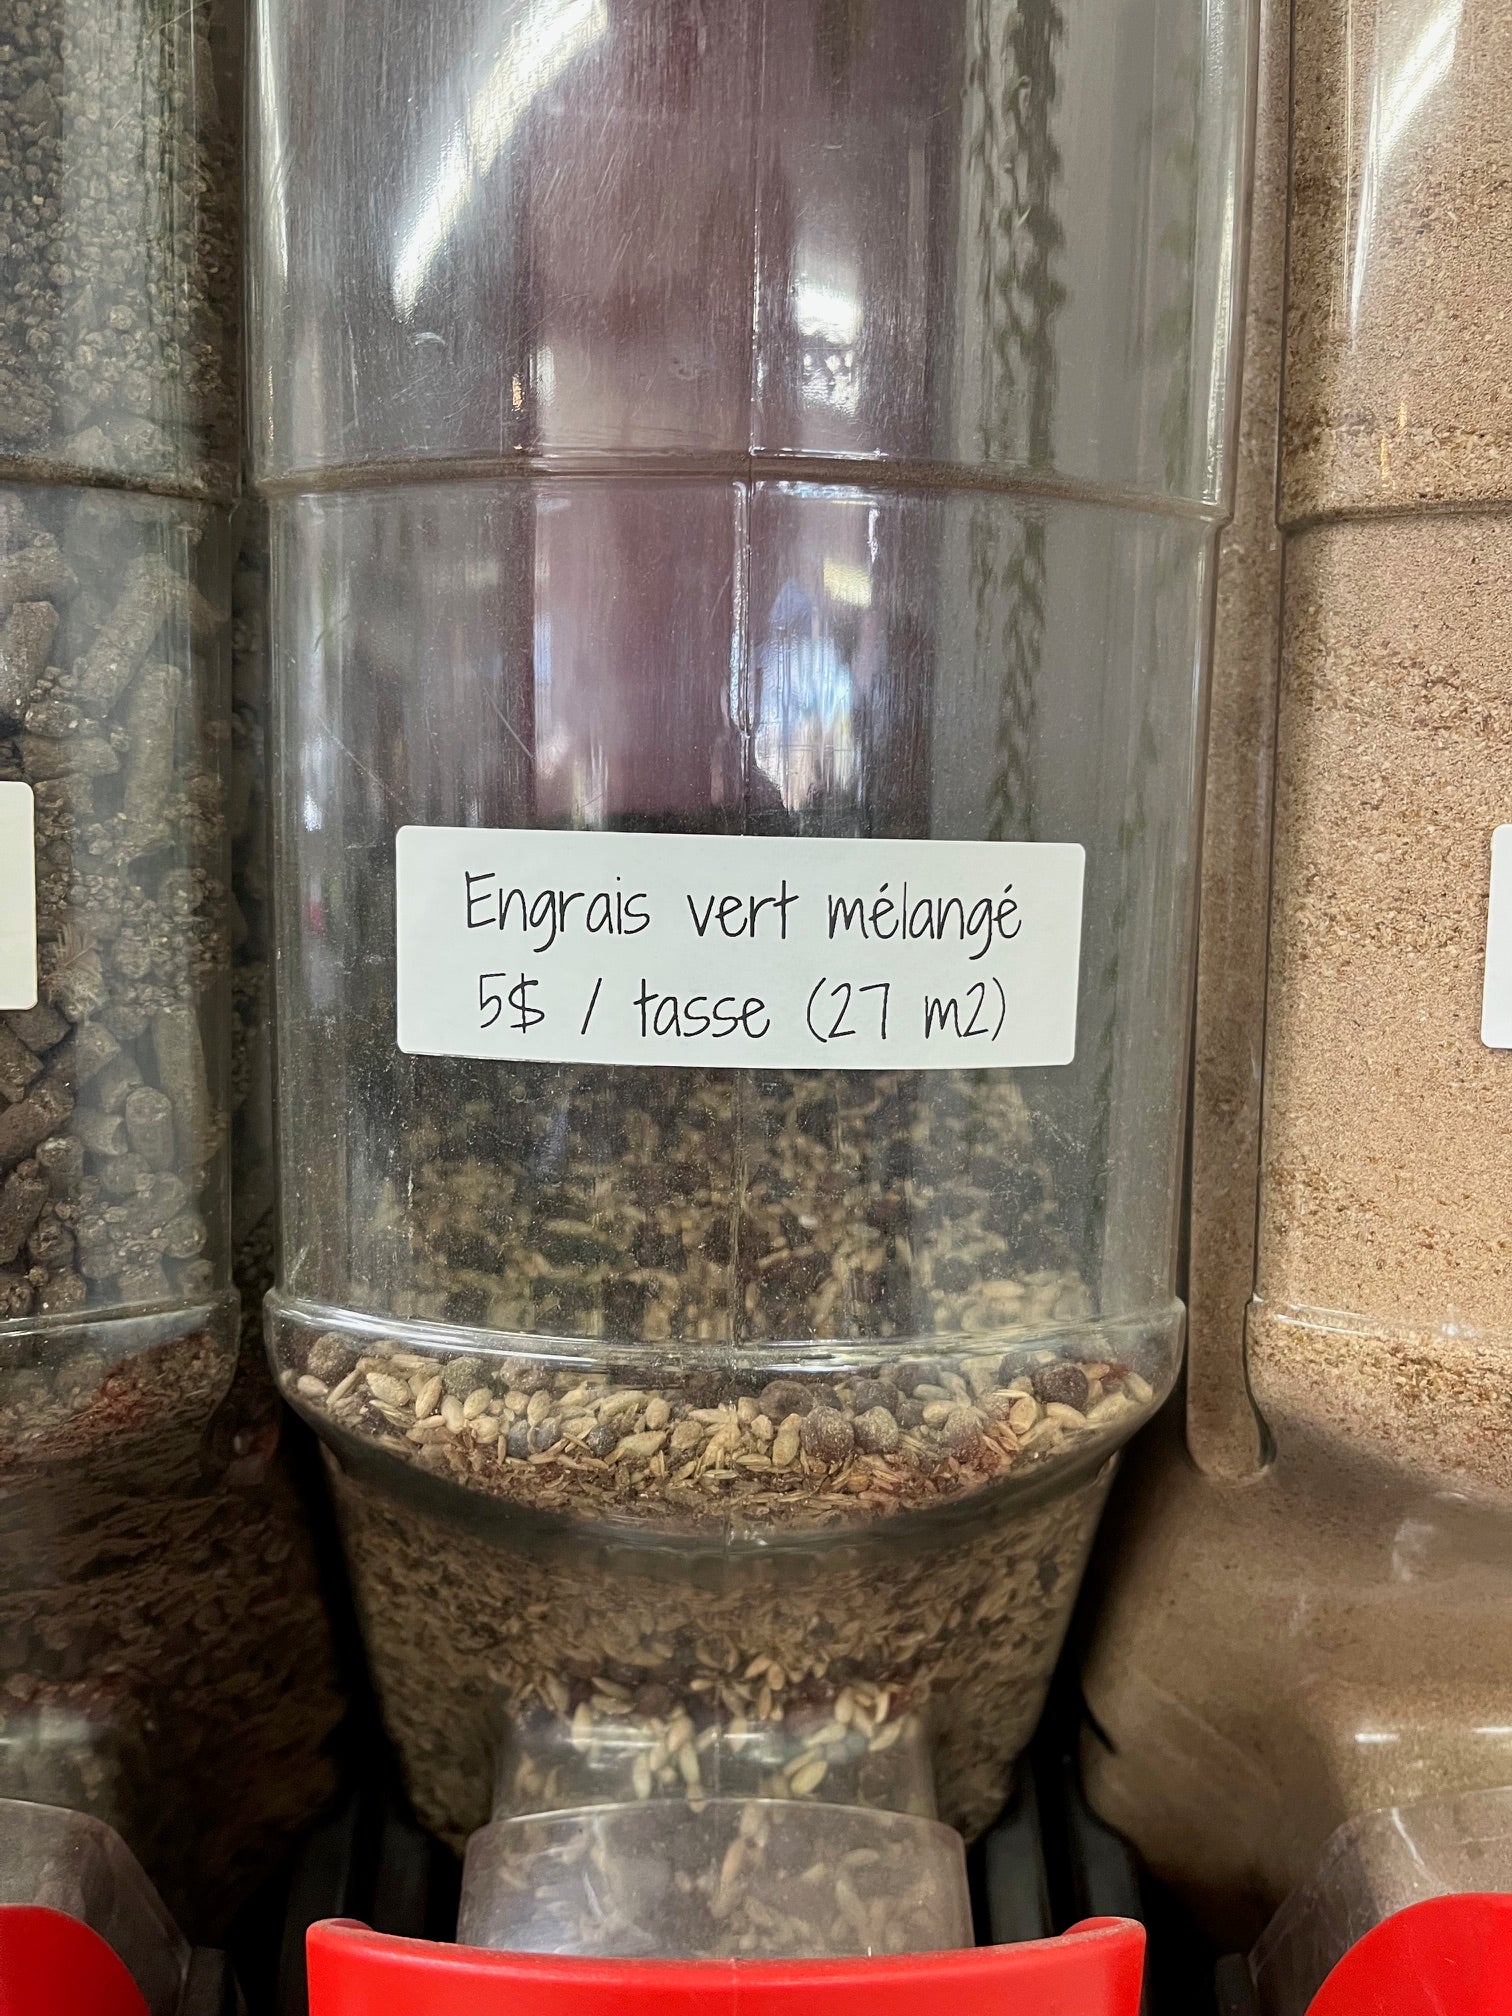 Engrais vert mélangé
5$ / tasse (27 m2)